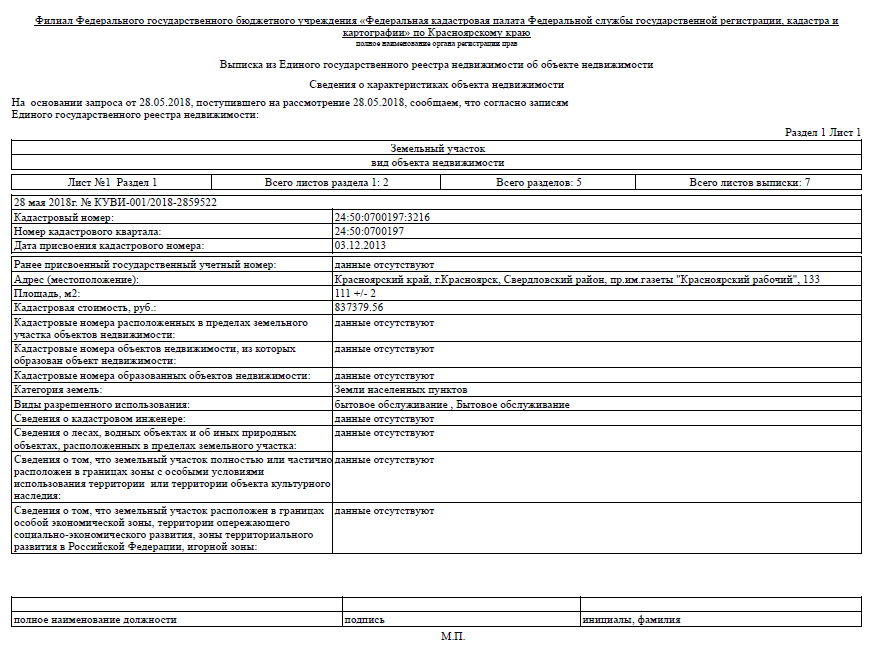 Филиал Федерального государственного бюджетного учреждения «Федеральная кадастровая палата Федеральной службы государственной регистрации, кадастра и
картографии» по Красноярскому краю
полное наименование органа регистрации прав
Выписка из Единого государственного реестра недвижимости об объекте недвижимости
Сведения о характеристиках объекта недвижимости
На основании запроса от 28.05.2018, поступившего на рассмотрение 28.05.2018, сообщаем, что согласно записям
Единого государственного реестра недвижимости:
Раздел 1 Лист 1
Земельный участок
вид объекта недвижимости
Лист №1 Раздел 1 Всего листов раздела 1: 2 Всего разделов: 5 Всего листов выписки: 7
28 мая 2018г. № КУВИ-001/2018-2859522
Кадастровый номер: 24:50:0700197:3216
Номер кадастрового квартала: 24:50:0700197
Дата присвоения кадастрового номера: 03.12.2013
Ранее присвоенный государственный учетный номер: данные отсутствуют
Адрес (местоположение): Красноярский край, г.Красноярск, Свердловский район, пр.им.газеты "Красноярский рабочий", 133
Площадь, м2: 111 +/- 2
Кадастровая стоимость, руб.: 837379.56
Кадастровые номера расположенных в пределах земельного данные отсутствуют
участка объектов недвижимости:
Кадастровые номера объектов недвижимости, из которых данные отсутствуют
образован объект недвижимости:
Кадастровые номера образованных объектов недвижимости: данные отсутствуют
Категория земель: Земли населенных пунктов
Виды разрешенного использования: бытовое обслуживание , Бытовое обслуживание
Сведения о кадастровом инженере: данные отсутствуют
Сведения о лесах, водных объектах и об иных природных данные отсутствуют
объектах, расположенных в пределах земельного участка:
Сведения о том, что земельный участок полностью или частично данные отсутствуют
расположен в границах зоны с особыми условиями
использования территории или территории объекта культурного
наследия:
Сведения о том, что земельный участок расположен в границах данные отсутствуют
особой экономической зоны, территории опережающего
социально-экономического развития, зоны территориального
развития в Российской Федерации, игорной зоны:
полное наименование должности подпись инициалы, фамилия
М.П.